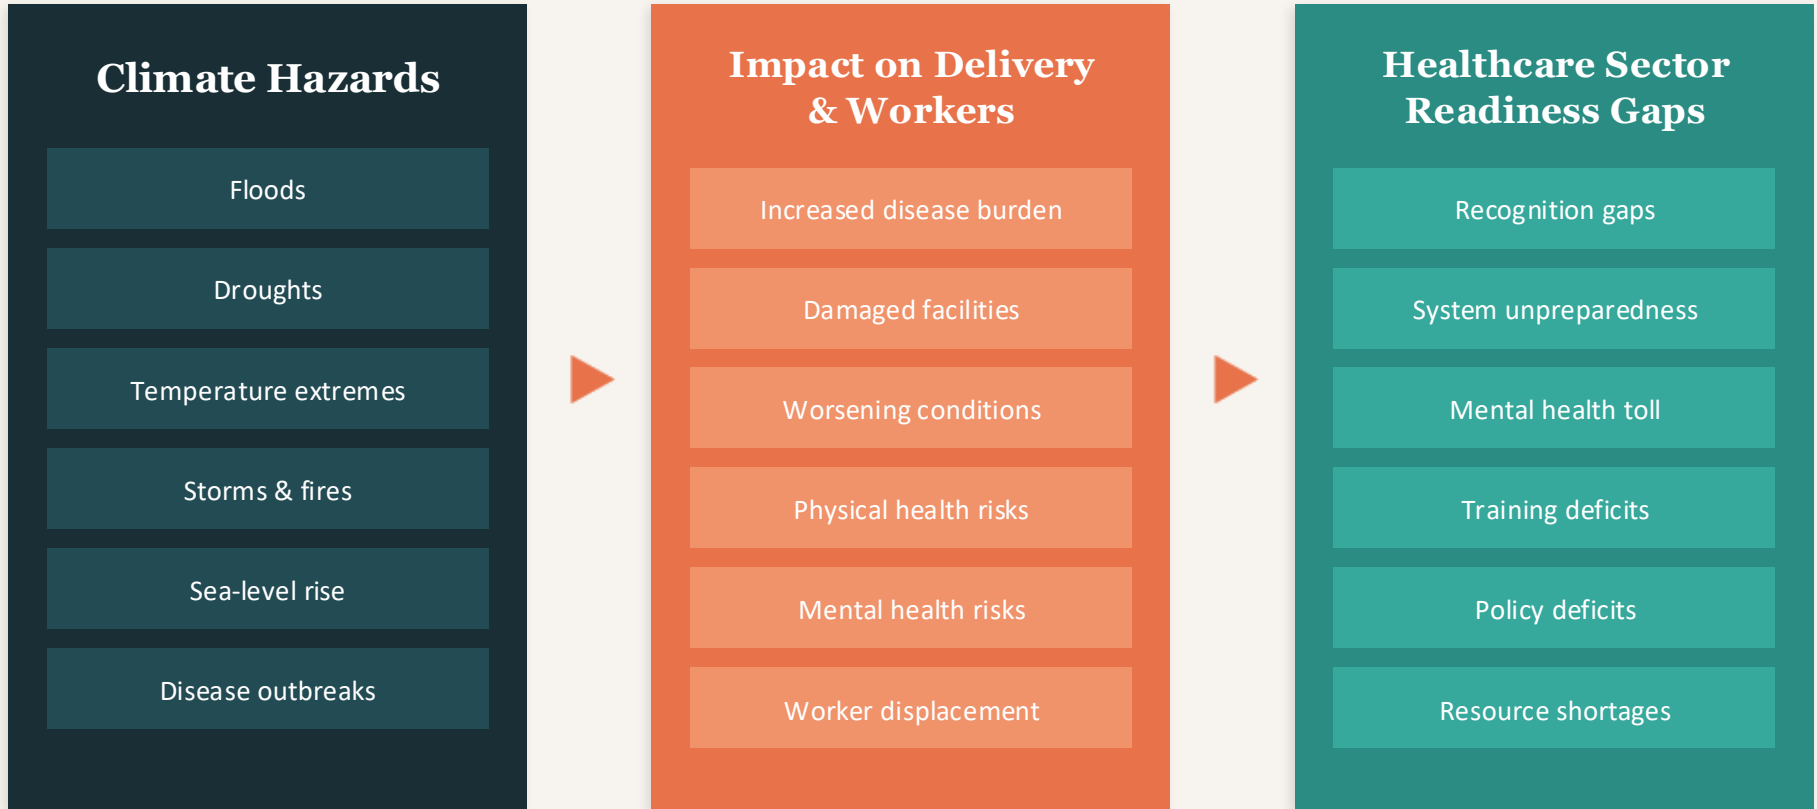 Climate Hazards
Floods
Droughts
Temperature extremes
Storms & fires
Sea-level rise
Disease outbreaks
Impact on Delivery
& Workers
Increased disease burden
Damaged facilities
Worsening conditions
Physical health risks
Mental health risks
Worker displacement
Healthcare Sector
Readiness Gaps
Recognition gaps
System unpreparedness
Mental health toll
Training deficits
Policy deficits
Resource shortages